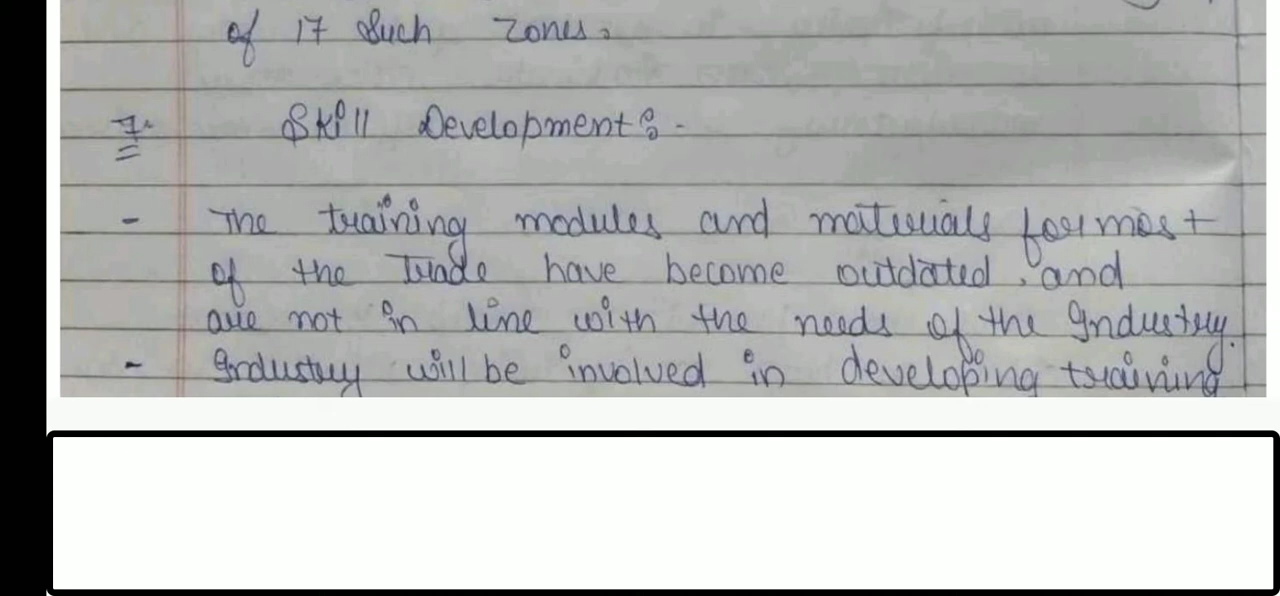 of 17 Such Zones.
7. Skill Development :-
- The training modules and materials for most
of the Trade have become outdated, and
are not in line with the needs of the Industry.
- Industry will be involved in developing training